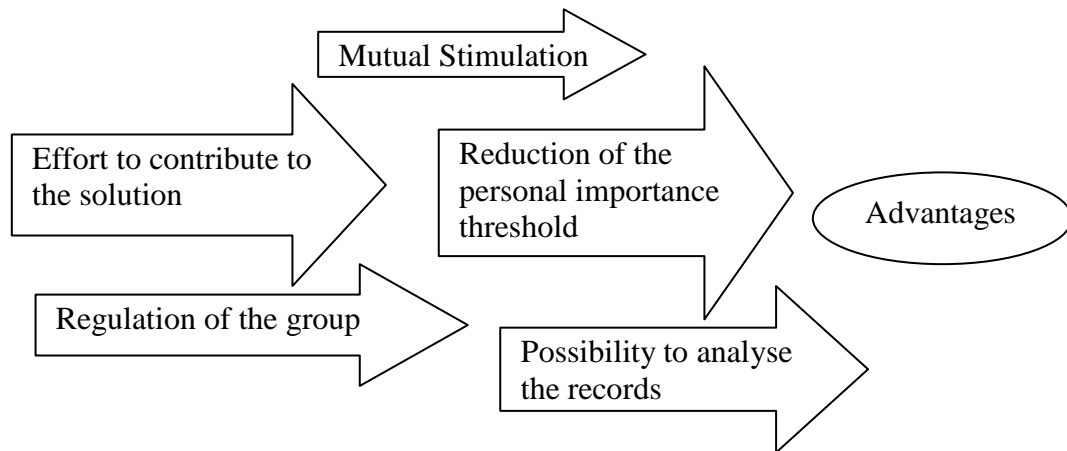 Mutual Stimulation
Effort to contribute to
the solution
Reduction of the
personal importance
threshold
Advantages
Regulation of the group
Possibility to analyse
the records